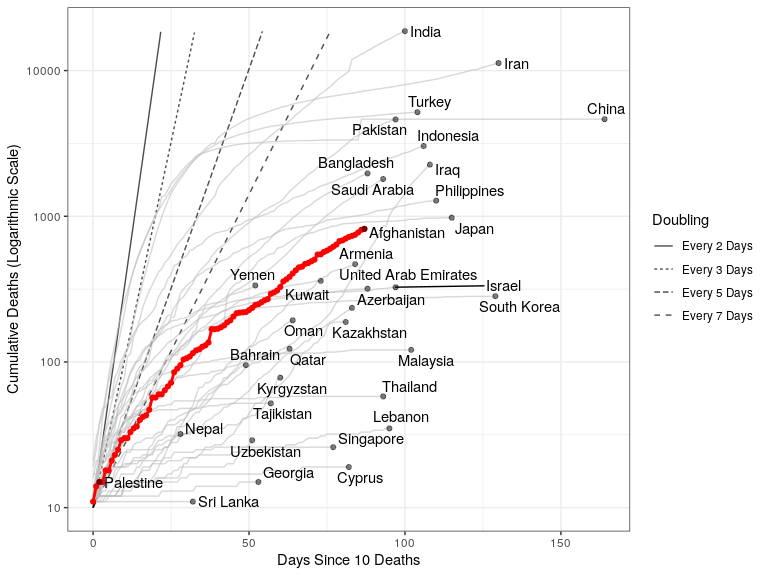 India
Iran
Turkey
China
Pakistan
Indonesia
Bangladesh
Iraq
Saudi Arabia
Philippines
Japan
Afghanistan
Armenia
Yemen
United Arab Emirates
Israel
Kuwait
Azerbaijan
South Korea
Oman
Kazakhstan
Bahrain
Qatar
Malaysia
Kyrgyzstan
Thailand
Tajikistan
Lebanon
Nepal
Singapore
Uzbekistan
Georgia
Cyprus
Palestine
Sri Lanka
10000
1000
100
10
0
50
100
150
Days Since 10 Deaths
Cumulative Deaths (Logarithmic Scale)
Doubling
Every 2 Days
Every 3 Days
Every 5 Days
Every 7 Days